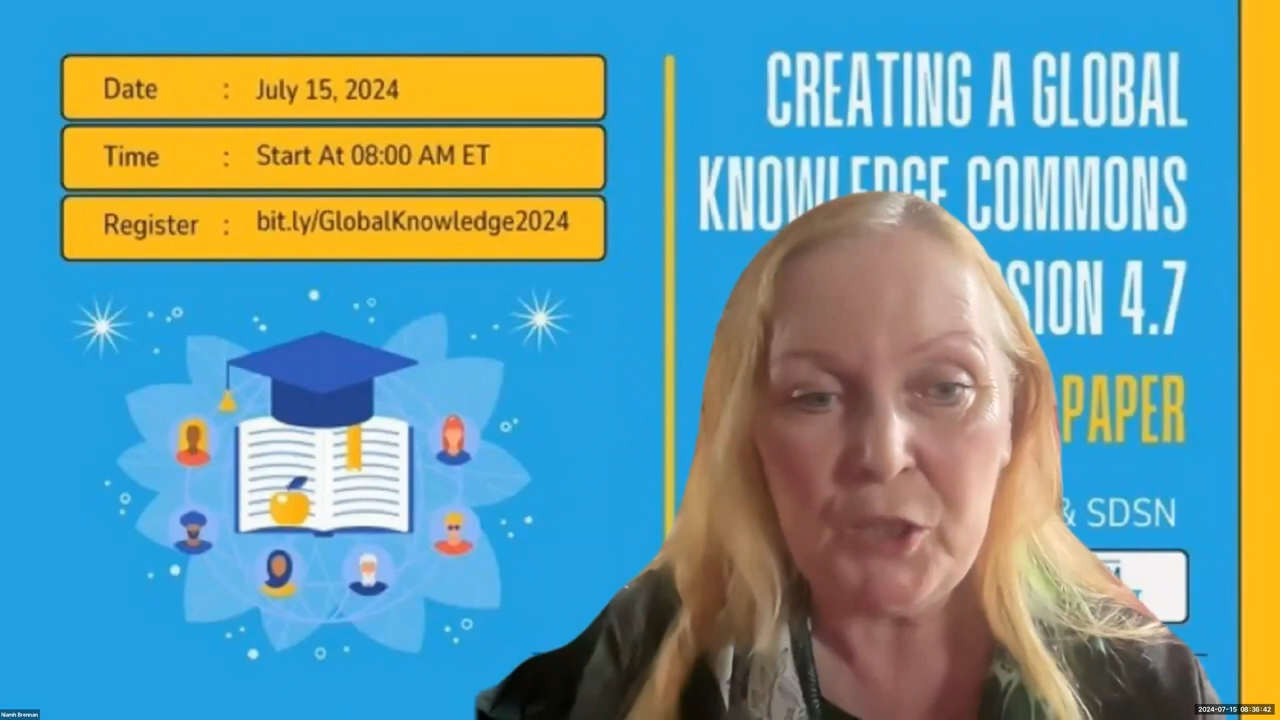 Date : July 15, 2024
Time : Start At 08:00 AM ET
Register : bit.ly/GlobalKnowledge2024
CREATING A GLOBAL
KNOWLEDGE COMMONS
SION 4.7
PAPER
& SDSN
Niamh Brennan
2024-07-15 08:36:42